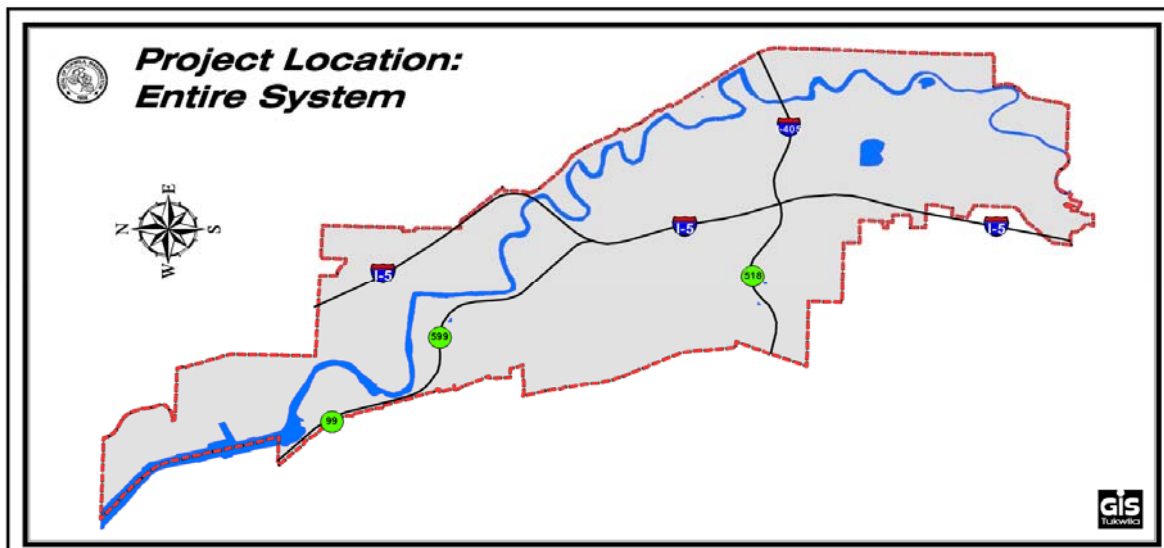 Project Location:
Entire System
E
N
S
W
I-405
I-5
I-5
I-5
518
599
99
GIS
Tukwila